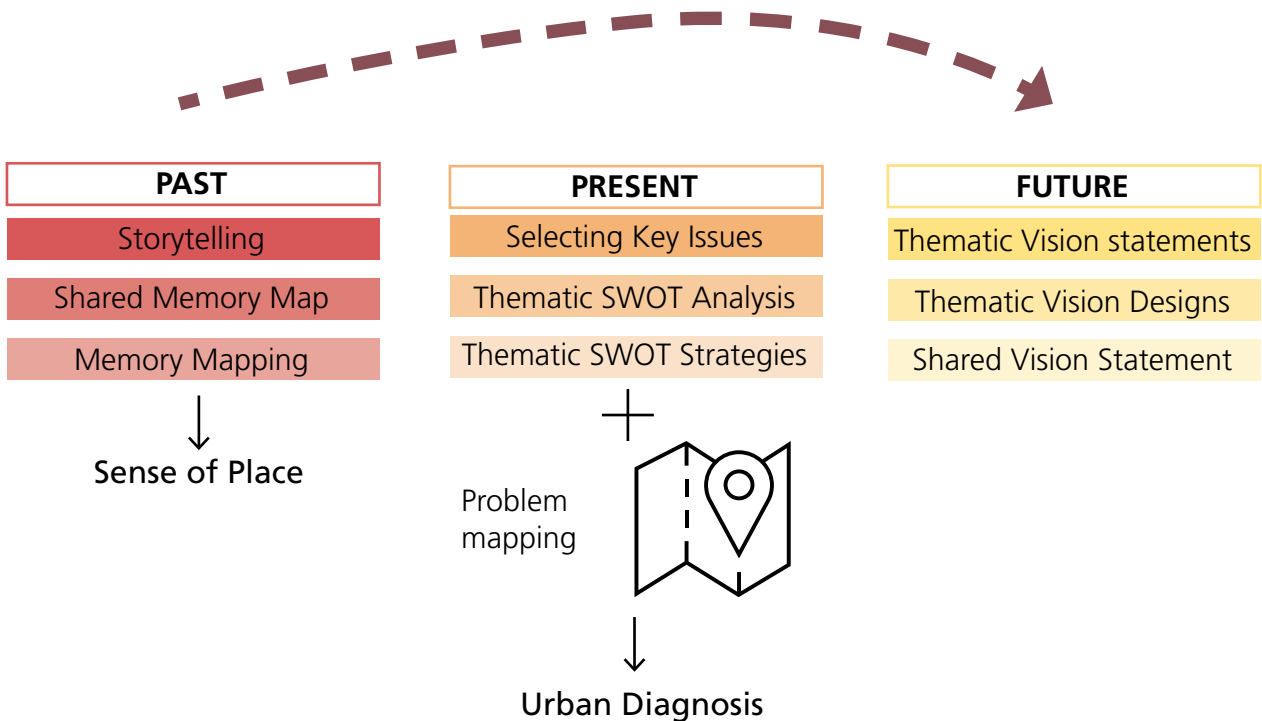 PAST
Storytelling
Shared Memory Map
Memory Mapping
Sense of Place
PRESENT
Selecting Key Issues
Thematic SWOT Analysis
Thematic SWOT Strategies
Problem
mapping
Urban Diagnosis
FUTURE
Thematic Vision statements
Thematic Vision Designs
Shared Vision Statement